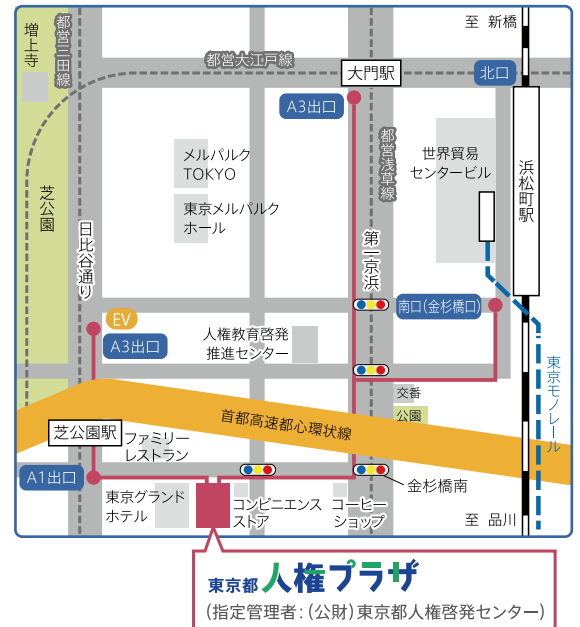 至 新橋
増上寺
都営三田線
都営大江戸線
大門駅
北口
A3出口
都営浅草線
世界貿易
センタービル
浜松町駅
メルパルク
TOKYO
東京メルパルク
ホール
芝公園
日比谷通り
第一京浜
EV
A3出口
南口(金杉橋口)
人権教育啓発
推進センター
東京モノレール
交番
公園
首都高速都心環状線
芝公園駅
ファミリー
レストラン
A1出口
金杉橋南
東京グランド
ホテル
コンビニエンス
ストア
コーヒー
ショップ
至 品川
東京都 人権プラザ
(指定管理者:(公財)東京都人権啓発センター)